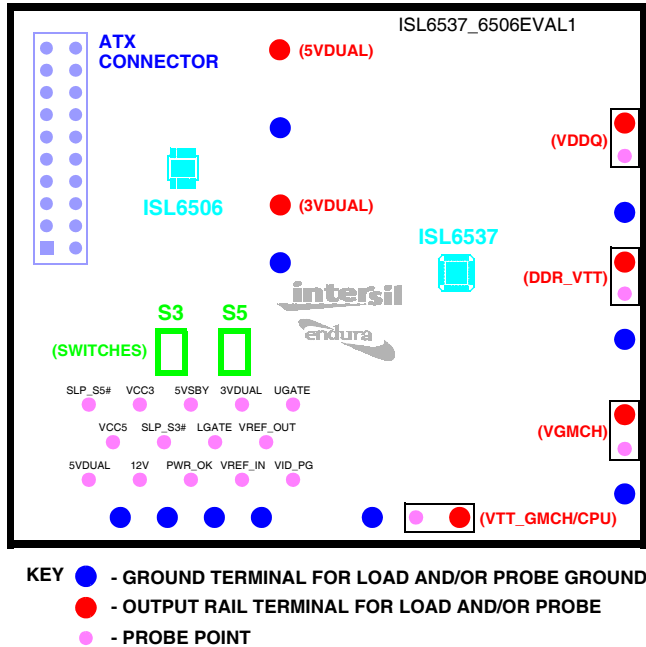 ISL6537_6506EVAL1
ATX
CONNECTOR
(5VDUAL)
(VDDQ)
ISL6506
(3VDUAL)
ISL6537
(DDR_VTT)
intersil
endura
S3 S5
(SWITCHES)
SLP_S5# VCC3 5VSBY 3VDUAL UGATE
VCC5 SLP_S3# LGATE VREF_OUT
(VGMCH)
5VDUAL 12V PWR_OK VREF_IN VID_PG
(VTT_GMCH/CPU)
KEY - GROUND TERMINAL FOR LOAD AND/OR PROBE GROUND
- OUTPUT RAIL TERMINAL FOR LOAD AND/OR PROBE
- PROBE POINT